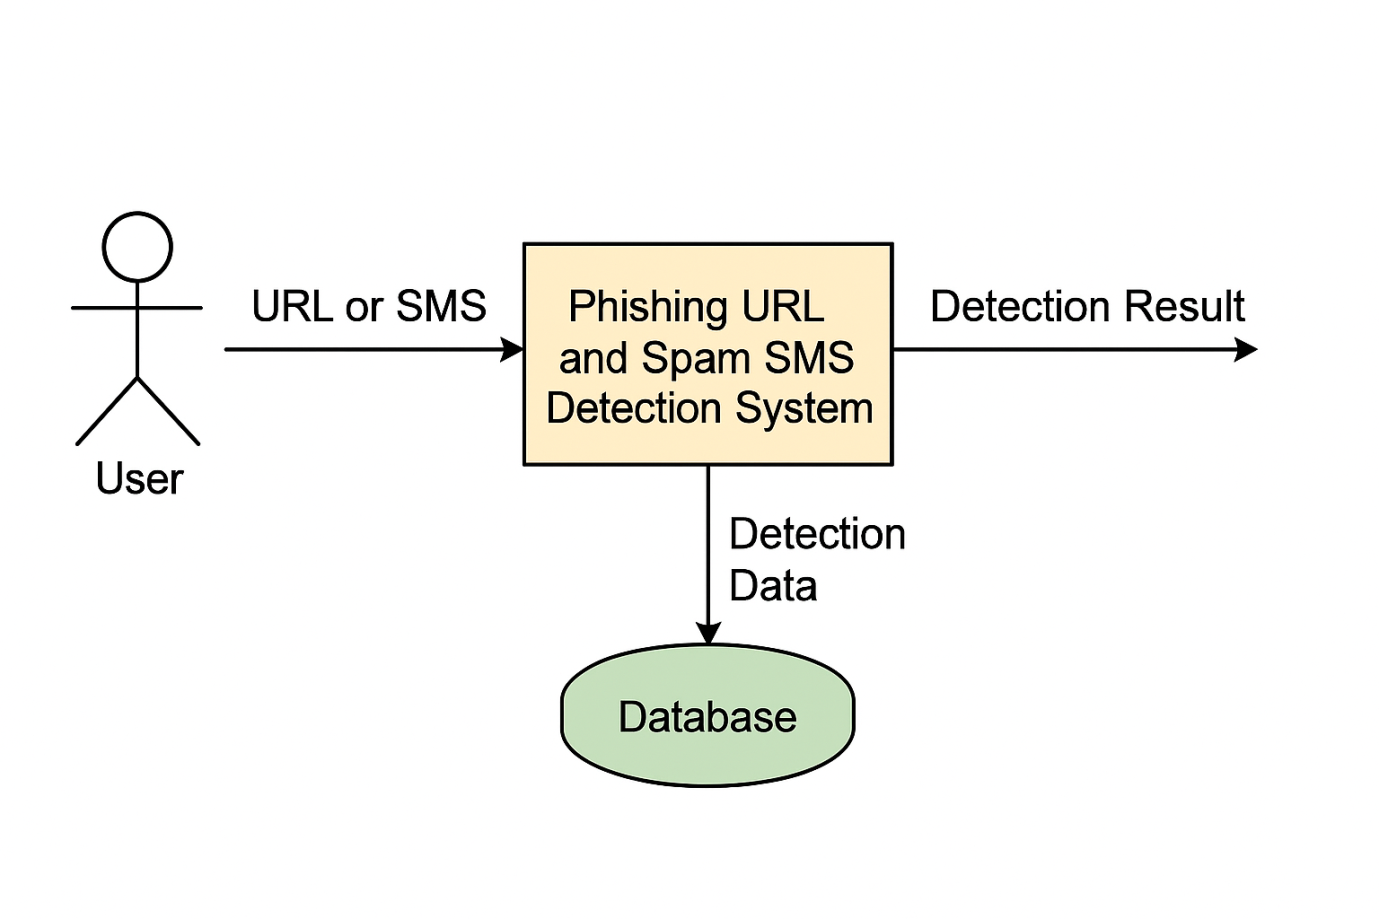 URL or SMS
Phishing URL
and Spam SMS
Detection System
Detection Result
User
Detection
Data
Database